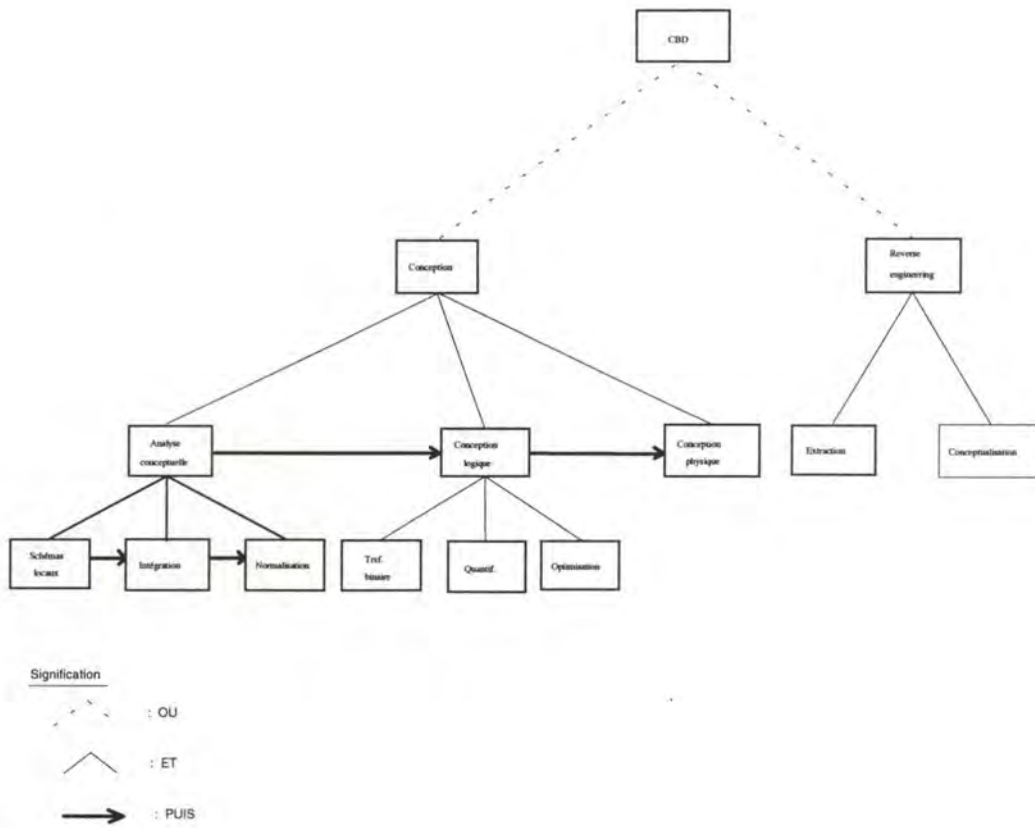 CBD
Conception
Reverse
engineering
Analyse
conceptuelle
Conception
logique
Conception
physique
Extraction
Conceptualisation
Schémas
locaux
Intégration
Normalisation
Trsf.
binaire
Quantif.
Optimisation
Signification
: OU
: ET
: PUIS